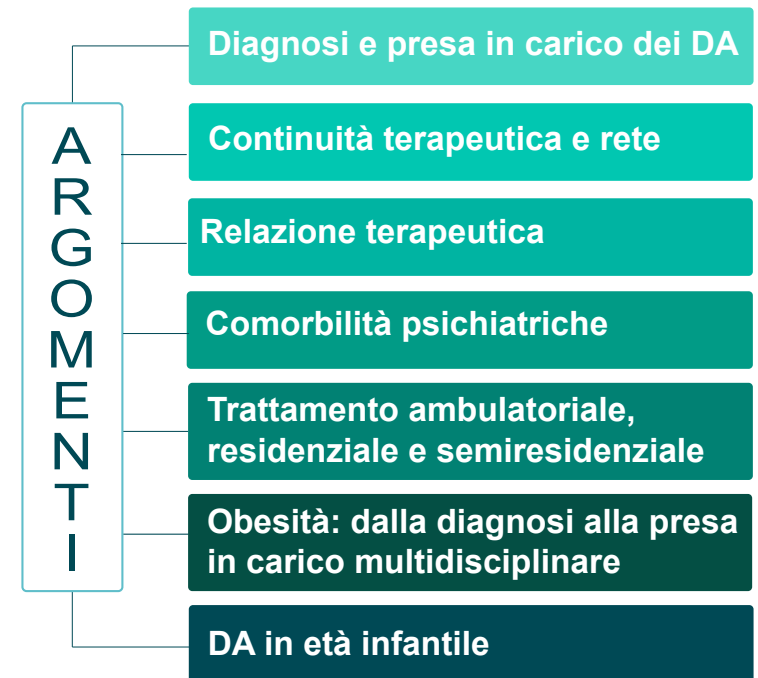 ARGOMENTI
Diagnosi e presa in carico dei DA
Continuità terapeutica e rete
Relazione terapeutica
Comorbilità psichiatriche
Trattamento ambulatoriale,
residenziale e semiresidenziale
Obesità: dalla diagnosi alla presa
in carico multidisciplinare
DA in età infantile